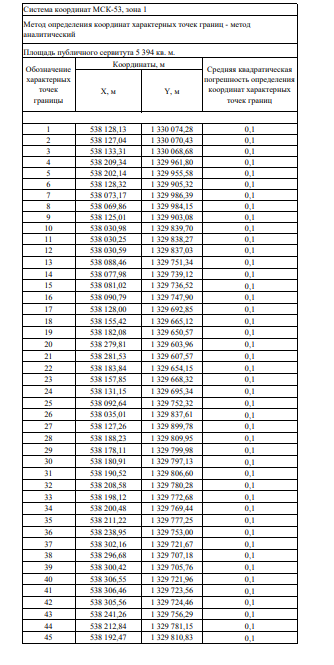 Система координат МСК-53, зона 1
Метод определения координат характерных точек границ - метод
аналитический
Площадь публичного сервитута 5 394 кв. м.
Обозначение характерных точек границы | Координаты, м | Средняя квадратическая погрешность определения координат характерных точек границ
X, м | Y, м
1 538 128,13 1 330 074,28 0,1
2 538 127,04 1 330 070,43 0,1
3 538 133,31 1 330 068,68 0,1
4 538 209,34 1 329 961,80 0,1
5 538 202,14 1 329 955,58 0,1
6 538 128,32 1 329 905,32 0,1
7 538 073,17 1 329 986,39 0,1
8 538 069,86 1 329 984,15 0,1
9 538 125,01 1 329 903,08 0,1
10 538 030,98 1 329 839,70 0,1
11 538 030,25 1 329 838,27 0,1
12 538 030,59 1 329 837,03 0,1
13 538 088,46 1 329 751,34 0,1
14 538 077,98 1 329 739,12 0,1
15 538 081,02 1 329 736,52 0,1
16 538 090,79 1 329 747,90 0,1
17 538 128,00 1 329 692,85 0,1
18 538 155,42 1 329 665,12 0,1
19 538 182,08 1 329 650,57 0,1
20 538 279,81 1 329 603,96 0,1
21 538 281,53 1 329 607,57 0,1
22 538 183,84 1 329 654,15 0,1
23 538 157,85 1 329 668,32 0,1
24 538 131,15 1 329 695,34 0,1
25 538 092,64 1 329 752,32 0,1
26 538 035,01 1 329 837,61 0,1
27 538 127,26 1 329 899,78 0,1
28 538 188,23 1 329 809,95 0,1
29 538 178,11 1 329 799,98 0,1
30 538 180,91 1 329 797,13 0,1
31 538 190,52 1 329 806,60 0,1
32 538 208,58 1 329 780,28 0,1
33 538 198,12 1 329 772,68 0,1
34 538 200,48 1 329 769,44 0,1
35 538 211,22 1 329 777,25 0,1
36 538 238,95 1 329 753,00 0,1
37 538 302,16 1 329 721,67 0,1
38 538 296,68 1 329 707,18 0,1
39 538 300,42 1 329 705,76 0,1
40 538 306,55 1 329 721,96 0,1
41 538 306,46 1 329 723,56 0,1
42 538 305,56 1 329 724,46 0,1
43 538 241,26 1 329 756,29 0,1
44 538 212,84 1 329 781,15 0,1
45 538 192,47 1 329 810,83 0,1